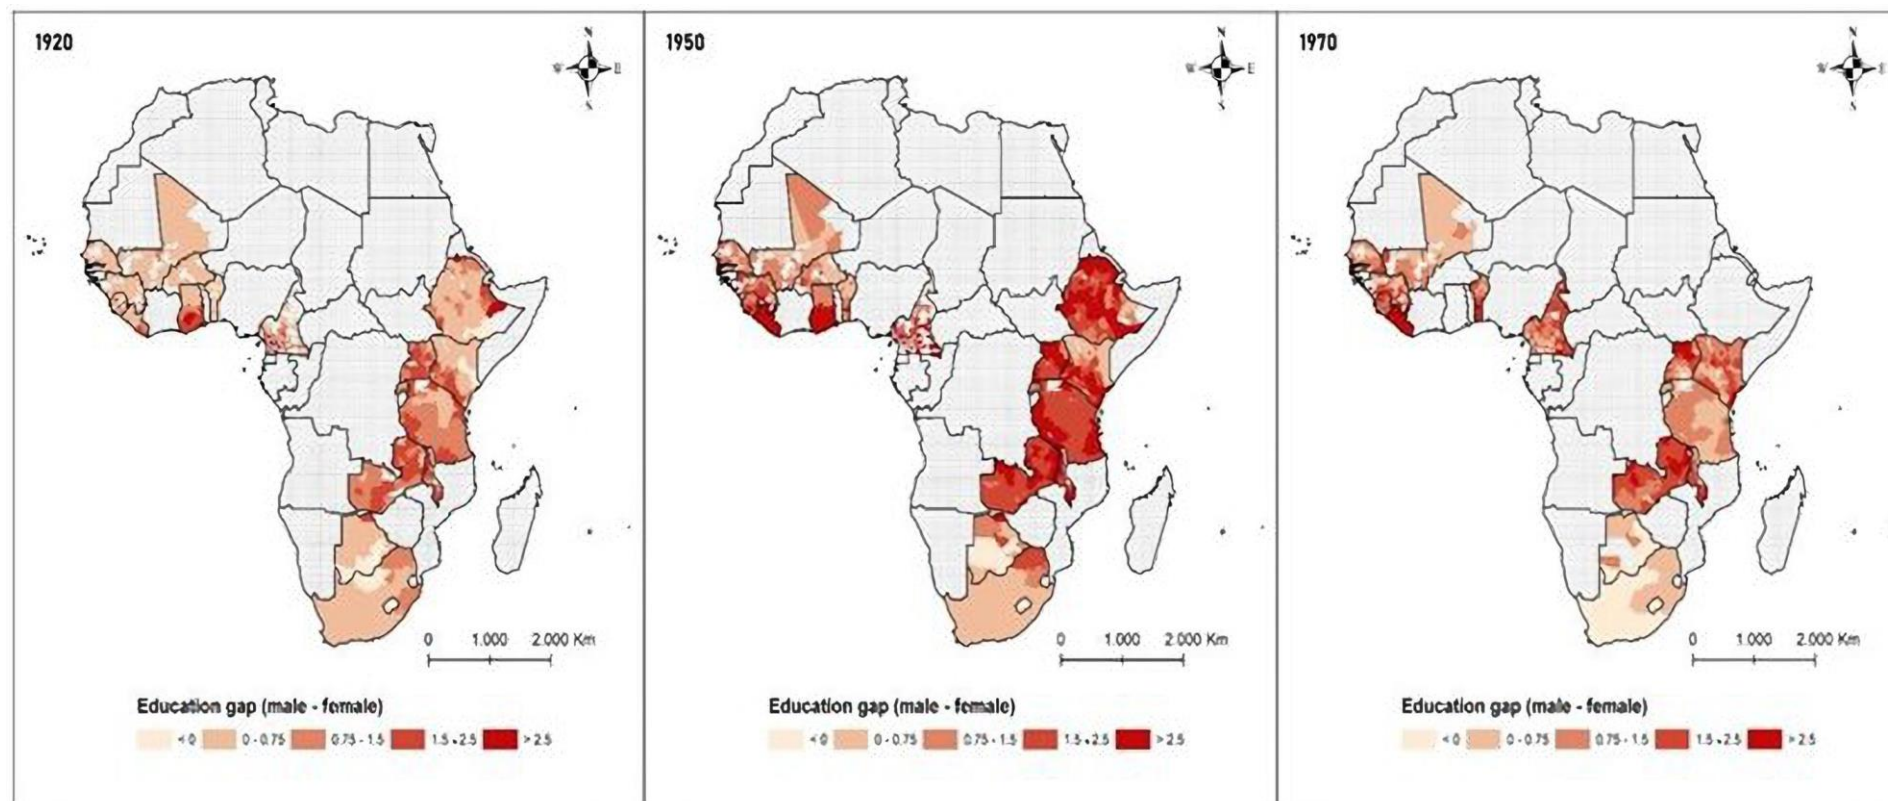 1920
N
W E
S
0 1.000 2.000 Km
Education gap (male - female)
< 0 0 - 0.75 0.75 - 1.5 1.5 - 2.5 > 2.5
1950
N
W E
S
0 1.000 2.000 Km
Education gap (male - female)
< 0 0 - 0.75 0.75 - 1.5 1.5 - 2.5 > 2.5
1970
N
W E
S
0 1.000 2.000 Km
Education gap (male - female)
< 0 0 - 0.75 0.75 - 1.5 1.5 - 2.5 > 2.5